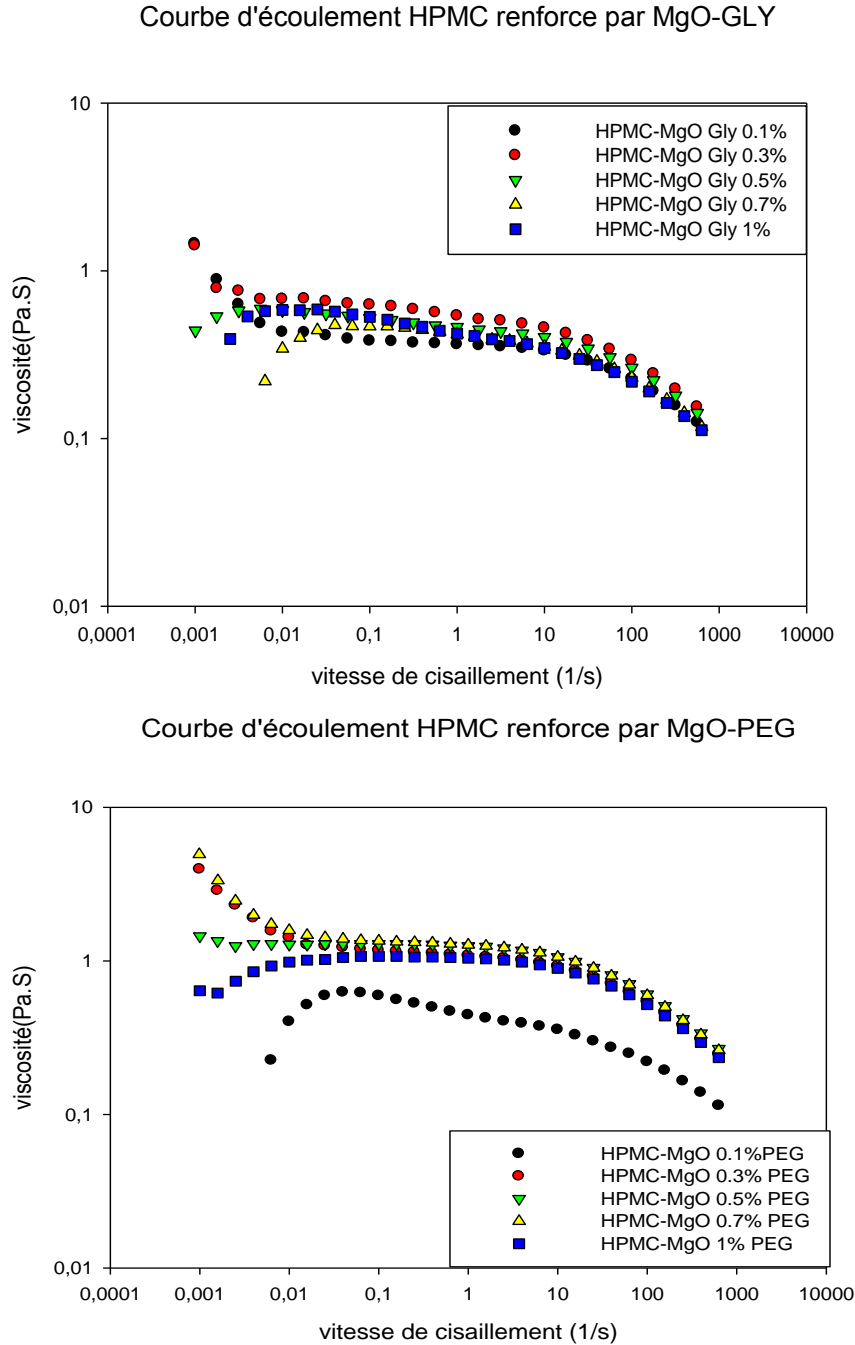 Courbe d'écoulement HPMC renforce par MgO-GLY
10
HPMC-MgO Gly 0.1%
HPMC-MgO Gly 0.3%
HPMC-MgO Gly 0.5%
HPMC-MgO Gly 0.7%
HPMC-MgO Gly 1%
1
viscosité(Pa.S)
0,1
0,01
0,0001 0,001 0,01 0,1 1 10 100 1000 10000
vitesse de cisaillement (1/s)
Courbe d'écoulement HPMC renforce par MgO-PEG
10
1
viscosité(Pa.S)
0,1
HPMC-MgO 0.1%PEG
HPMC-MgO 0.3% PEG
HPMC-MgO 0.5% PEG
HPMC-MgO 0.7% PEG
HPMC-MgO 1% PEG
0,01
0,0001 0,001 0,01 0,1 1 10 100 1000 10000
vitesse de cisaillement (1/s)